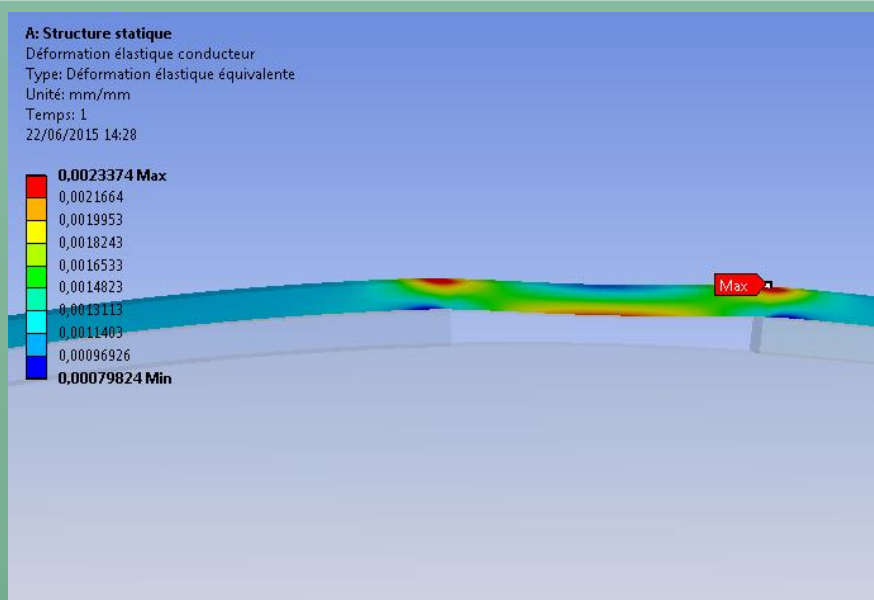 A: Structure statique
Déformation élastique conducteur
Type: Déformation élastique équivalente
Unité: mm/mm
Temps: 1
22/06/2015 14:28
0,0023374 Max
0,0021664
0,0019953
0,0018243
0,0016533
0,0014823
0,0013113
0,0011403
0,00096926
0,00079824 Min
Max